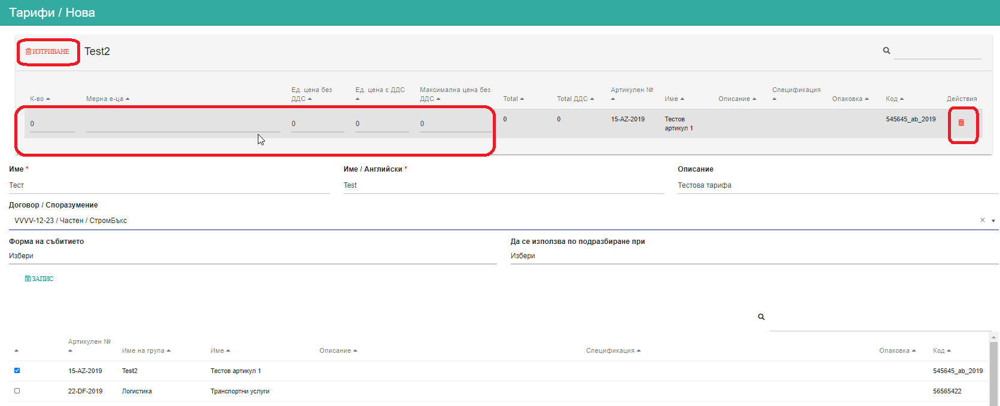 Тарифи / Нова
ИЗТРИВАНЕ Test2
К-во Мерна е-ца Ед. цена без ДДС Ед. цена с ДДС Максимална цена без ДДС Total Total ДДС Артикулен № Име Описание Спецификация Опаковка Код Действия
0 0 0 0 0 0 15-AZ-2019 Тестов артикул 1 545645_ab_2019
Име * Име / Английски * Описание
Тест Test Тестова тарифа
Договор / Споразумение
VVVV-12-23 / Частен / СтромБъкс
Форма на събитието Да се използва по подразбиране при
Избери Избери
ЗАПИС
Артикулен № Име на група Име Описание Спецификация Опаковка Код
15-AZ-2019 Test2 Тестов артикул 1 545645_ab_2019
22-DF-2019 Логистика Транспортни услуги 56565422